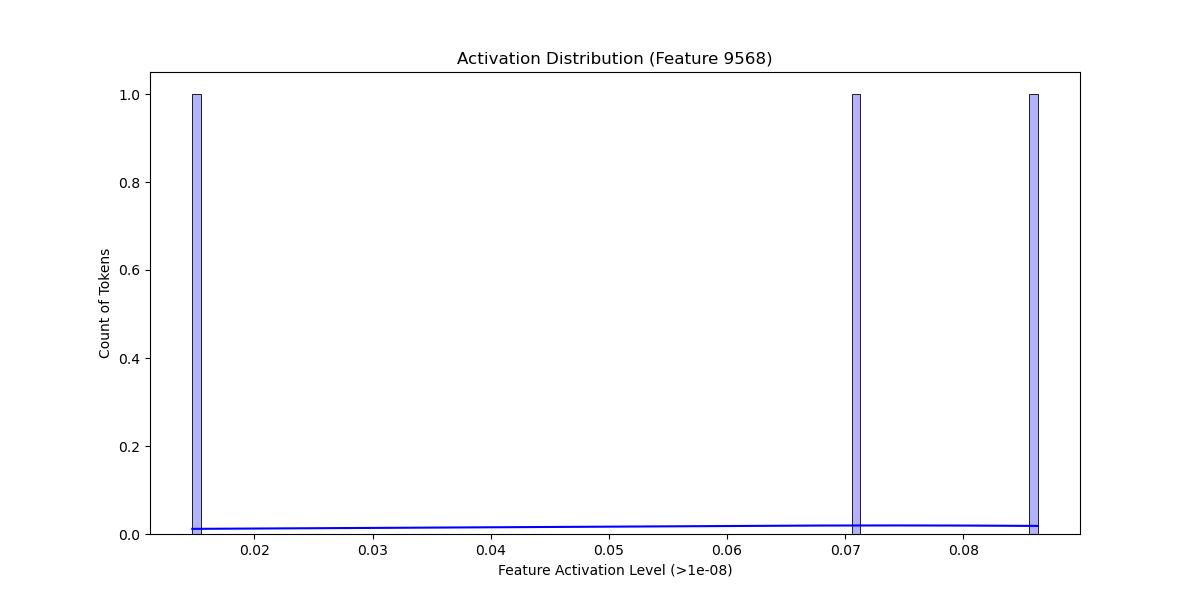 Activation Distribution (Feature 9568)
1.0
0.8
0.6
0.4
0.2
0.0
Count of Tokens
0.02 0.03 0.04 0.05 0.06 0.07 0.08
Feature Activation Level (>1e-08)